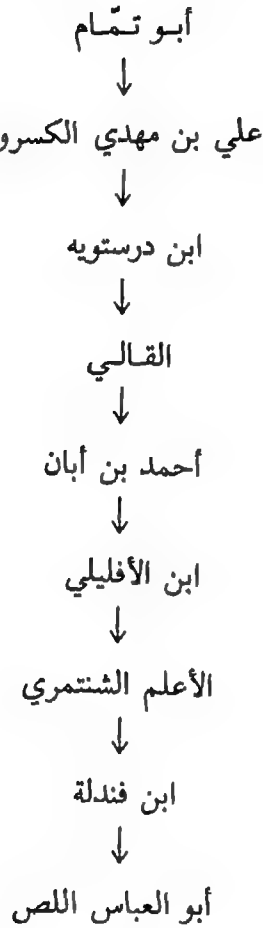 أبو تمّام
↓
علي بن مهدي الكسرو
↓
ابن درستويه
↓
القالي
↓
أحمد بن أبان
↓
ابن الأفليلي
↓
الأعلم الشنتمري
↓
ابن فندلة
↓
أبو العباس اللص